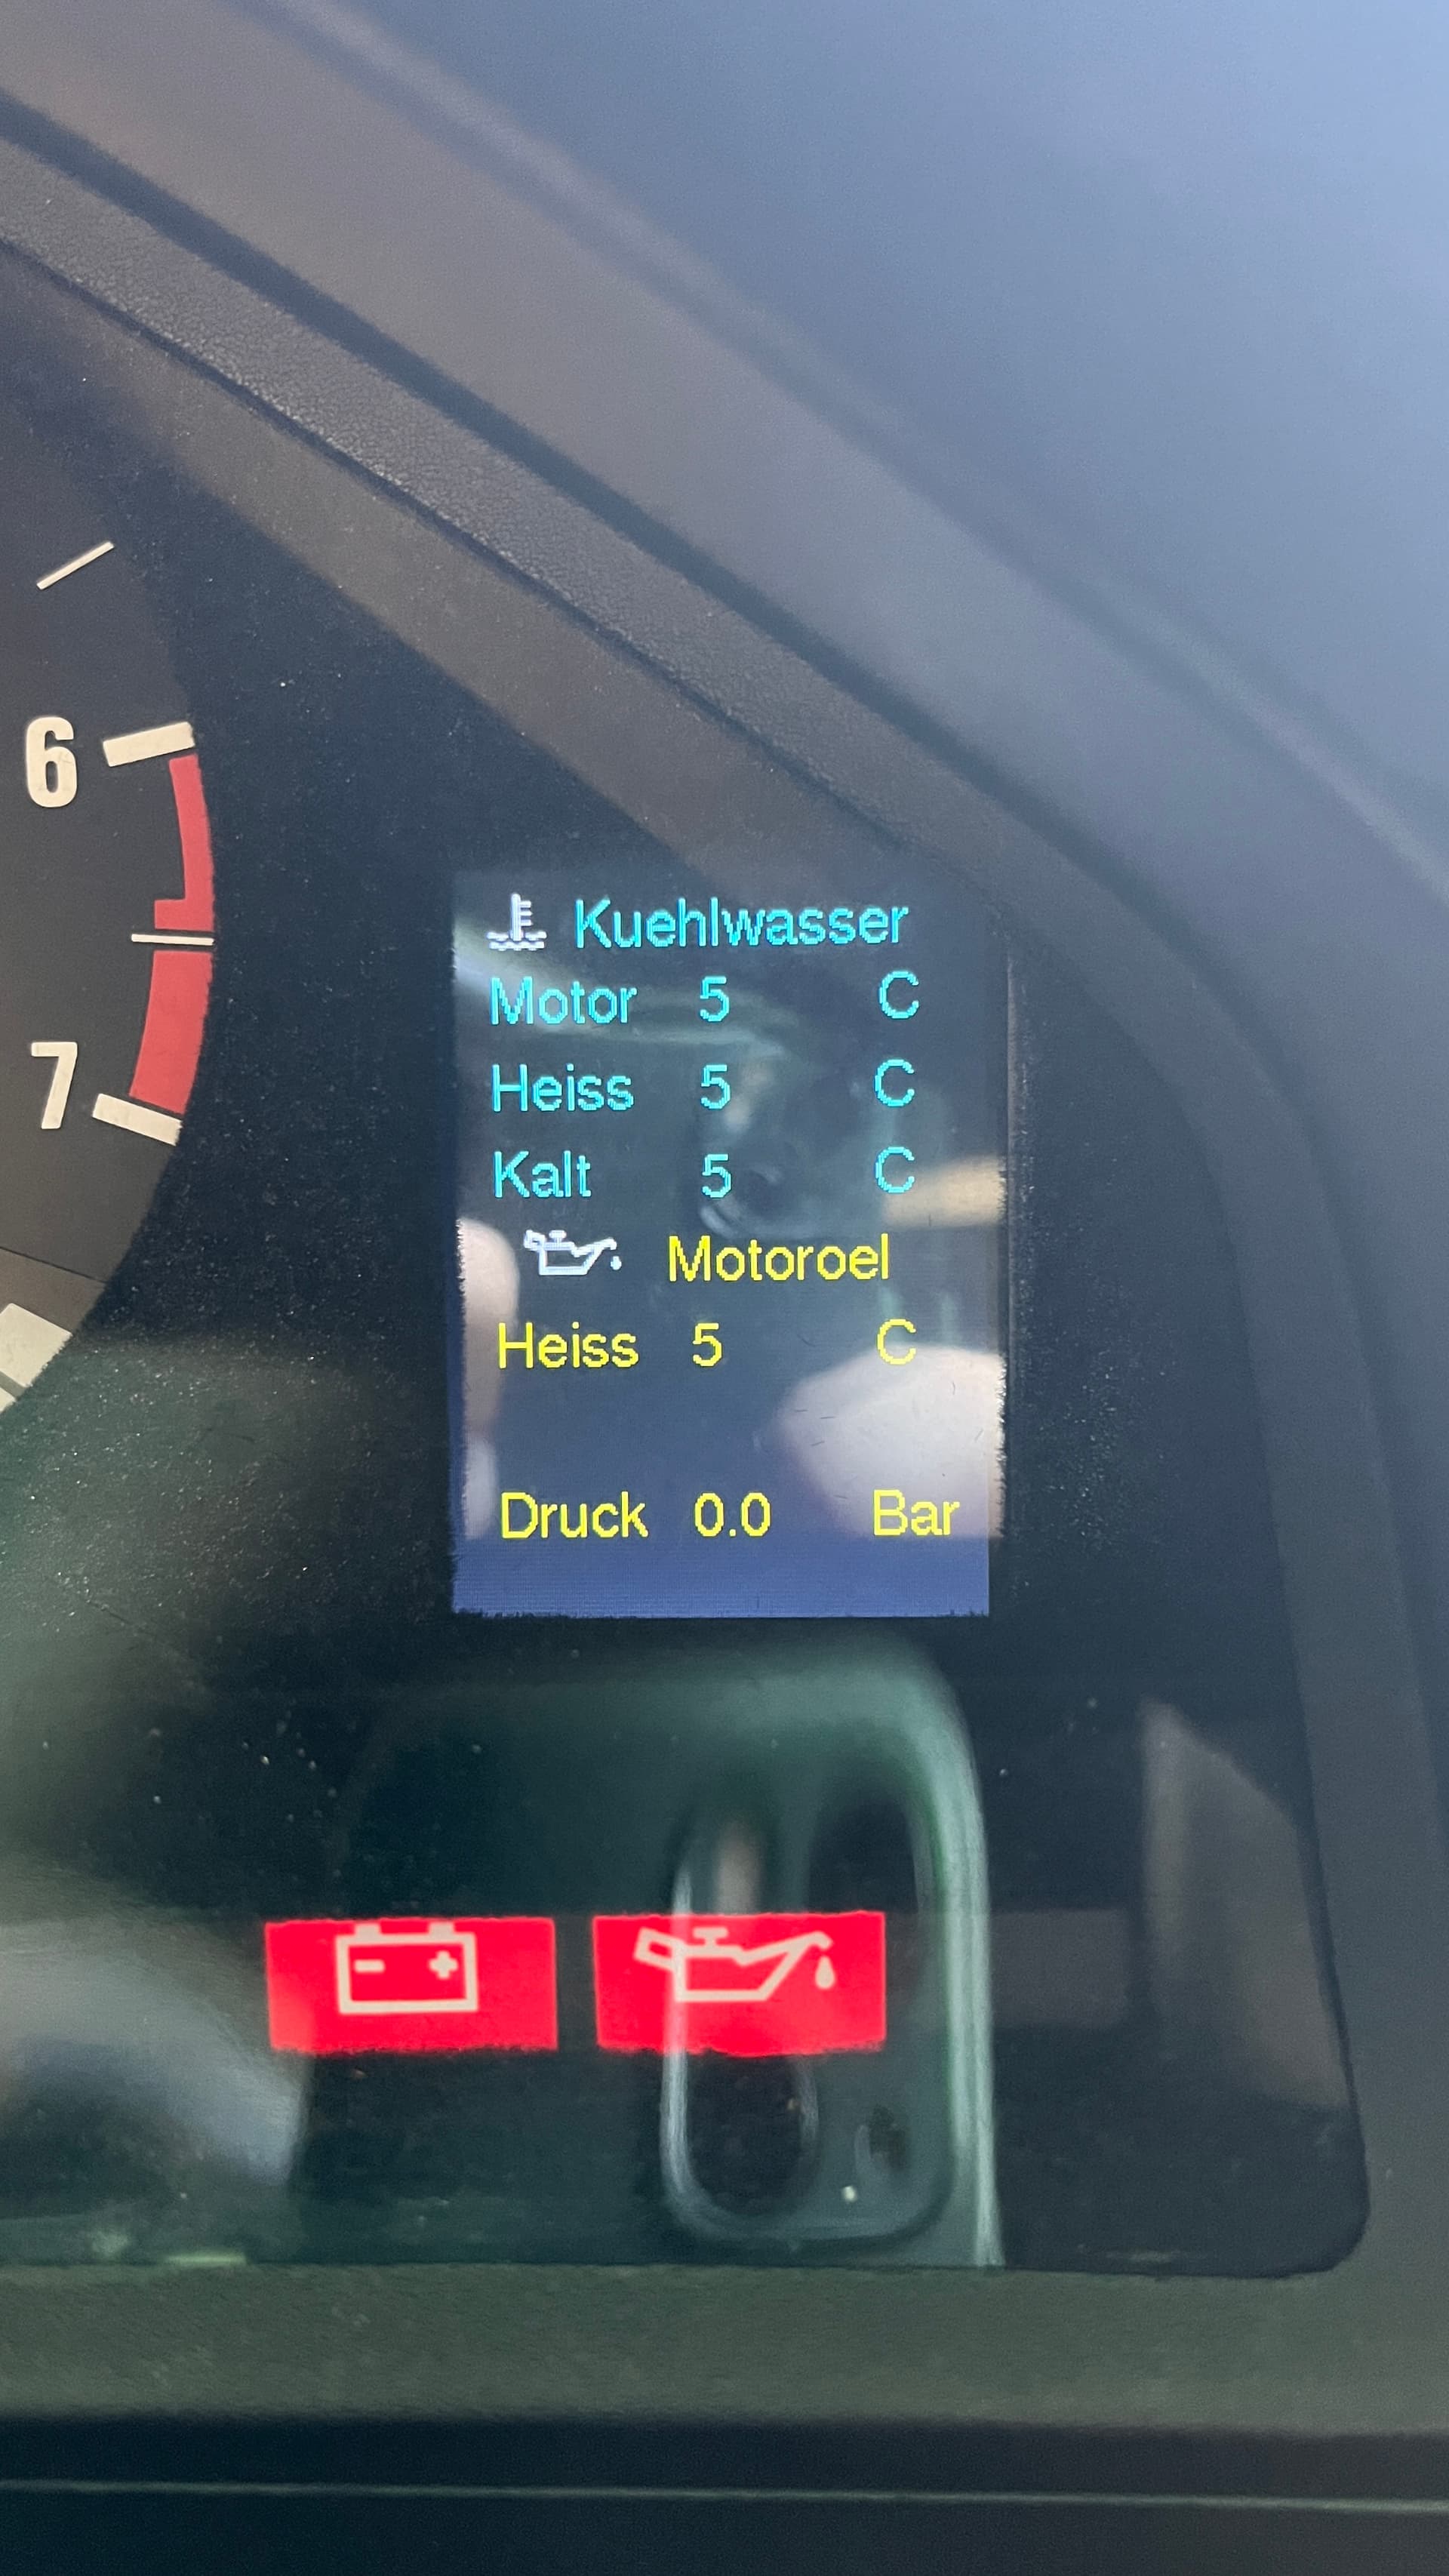 6
7
Kuehlwasser
Motor 5 C
Heiss 5 C
Kalt 5 C
Motoroel
Heiss 5 C
Druck 0.0 Bar
- +